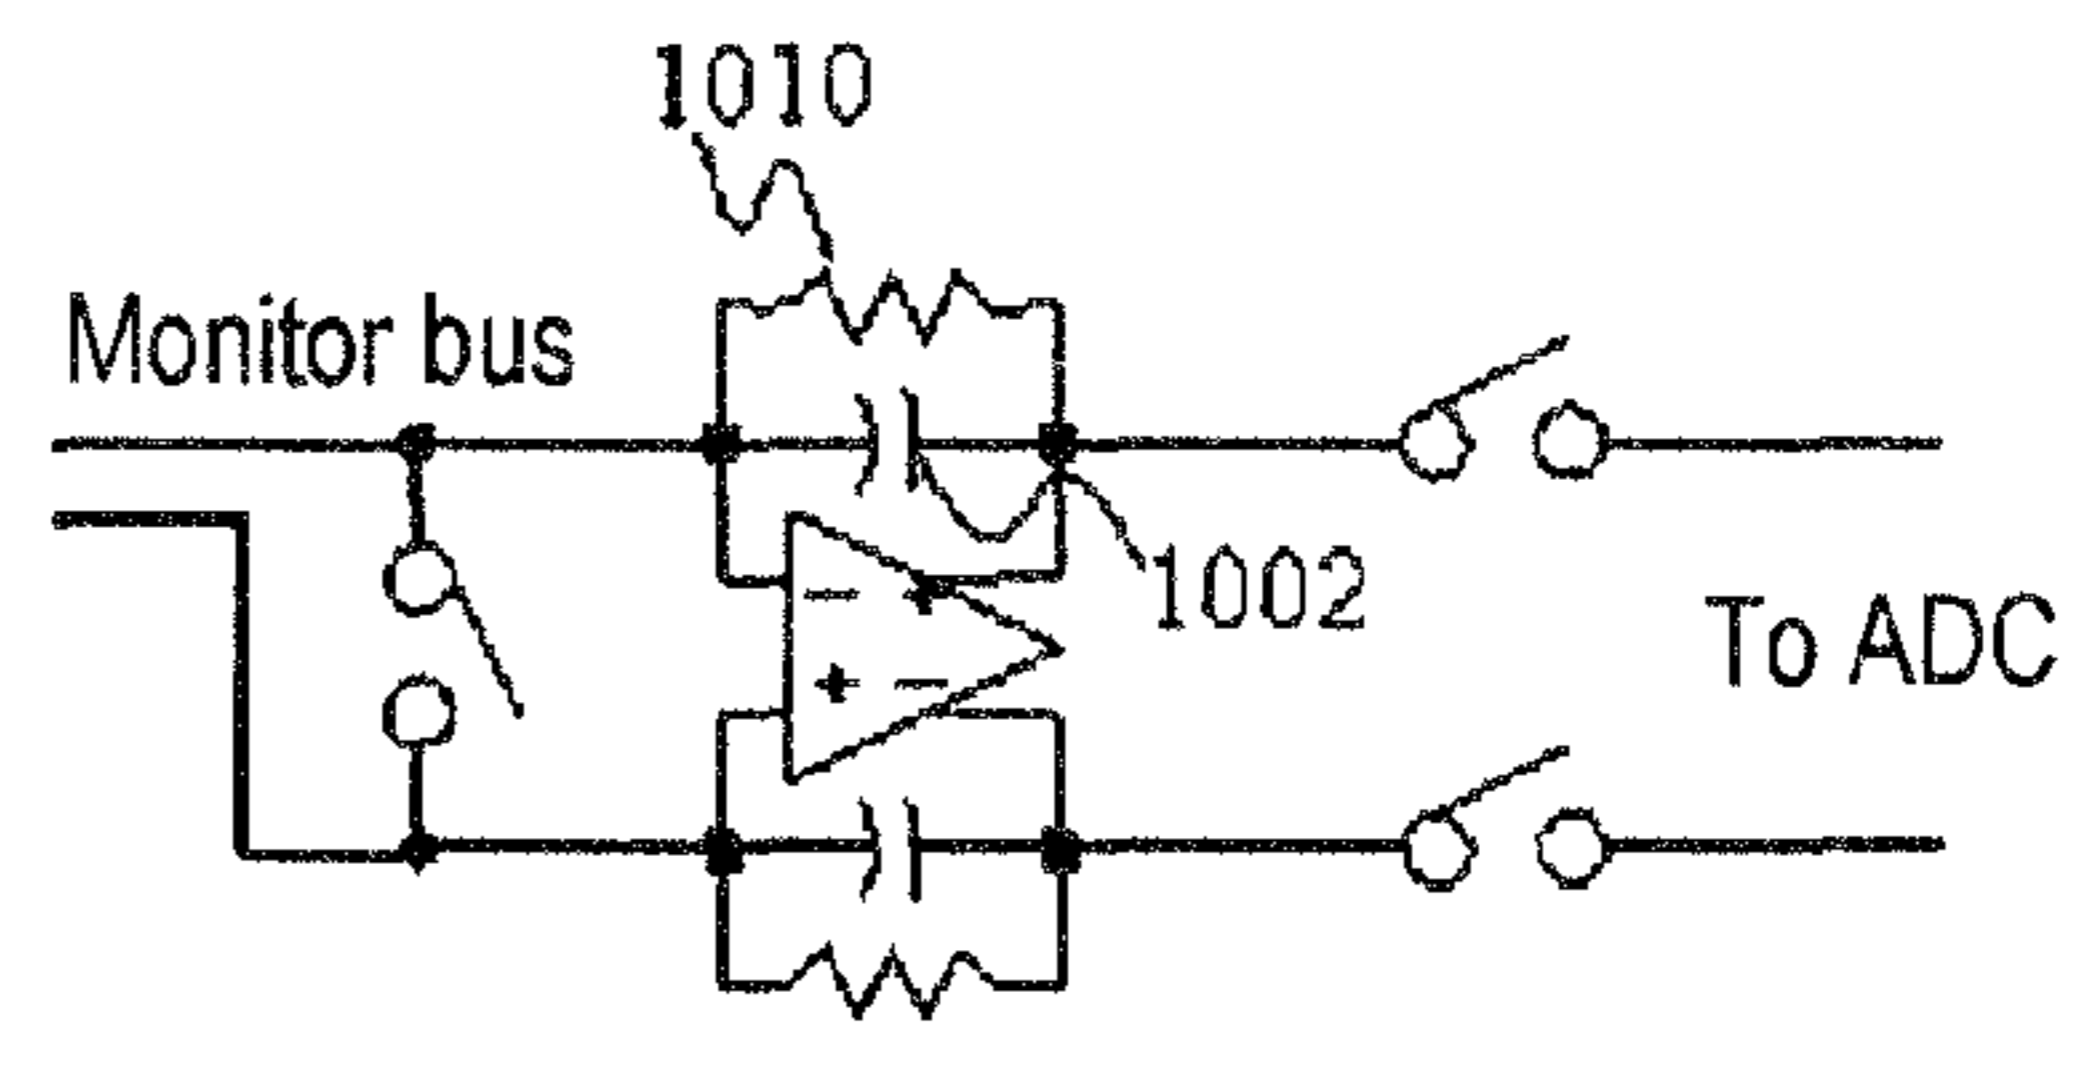 1010
Monitor bus
1002
− +
+ −
To ADC